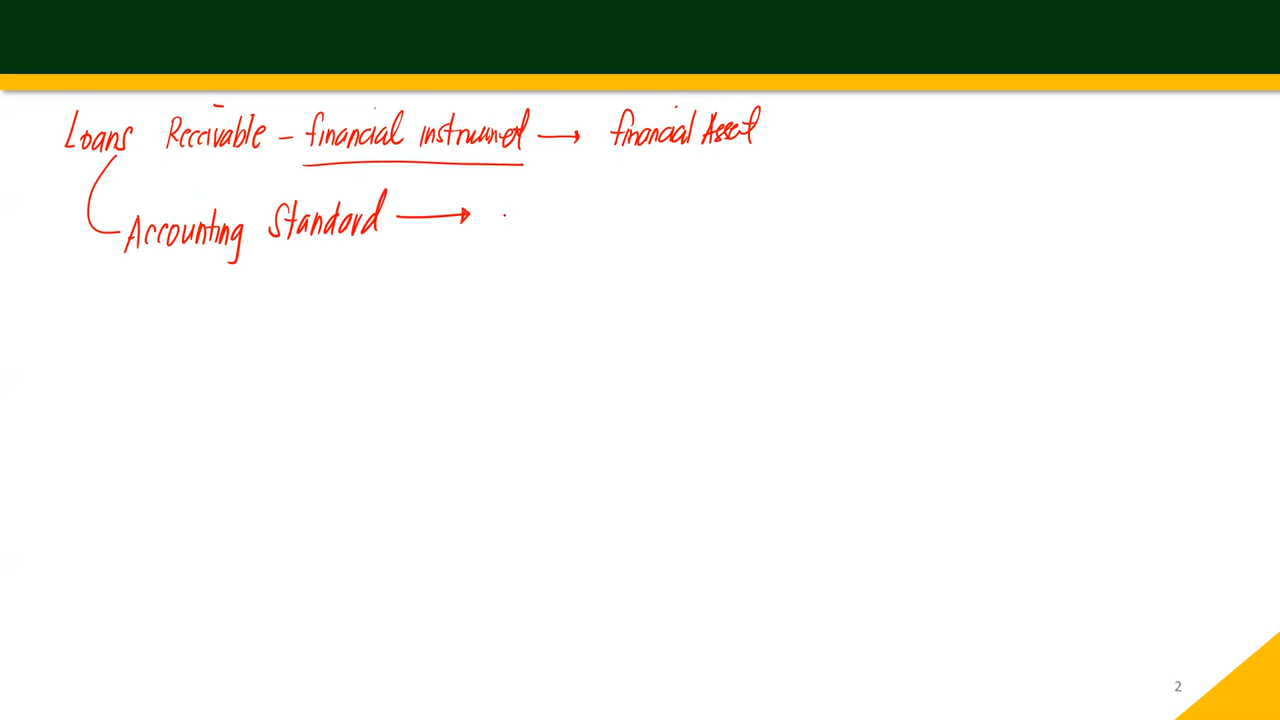 Loans Receivable - financial instrument → financial Asset
Accounting Standard →
2